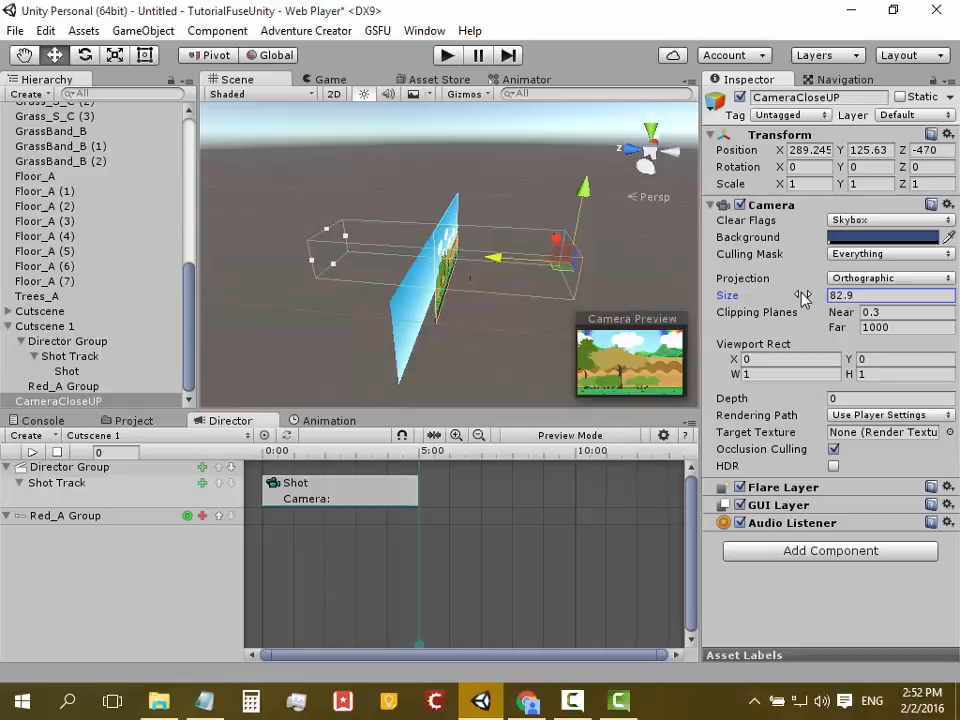 Unity Personal (64bit) - Untitled - TutorialFuseUnity - Web Player* <DX9>
File Edit Assets GameObject Component Adventure Creator GSFU Window Help
Pivot Global Account Layers Layout
Hierarchy
Create All
Grass_S_C (2)
Grass_S_C (3)
GrassBand_B
GrassBand_B (1)
GrassBand_B (2)
Floor_A
Floor_A (1)
Floor_A (2)
Floor_A (3)
Floor_A (4)
Floor_A (5)
Floor_A (6)
Floor_A (7)
Trees_A
Cutscene
Cutscene 1
Director Group
Shot Track
Shot
Red_A Group
CameraCloseUP
Scene Game Asset Store Animator
Shaded 2D Gizmos All
z
Persp
Camera Preview
Inspector Navigation
CameraCloseUP Static
Tag Untagged Layer Default
Transform
Position X 289.245 Y 125.63 Z -470
Rotation X 0 Y 0 Z 0
Scale X 1 Y 1 Z 1
Camera
Clear Flags Skybox
Background
Culling Mask Everything
Projection Orthographic
Size 82.9
Clipping Planes Near 0.3
Far 1000
Viewport Rect
X 0 Y 0
W 1 H 1
Depth 0
Rendering Path Use Player Settings
Target Texture None (Render Textu
Occlusion Culling
HDR
Flare Layer
GUI Layer
Audio Listener
Add Component
Asset Labels
Console Project Director Animation
Create Cutscene 1 Preview Mode ?
0 0:00 5:00 10:00
Director Group
Shot Track
Red_A Group
Shot
Camera:
ENG
2:52 PM
2/2/2016